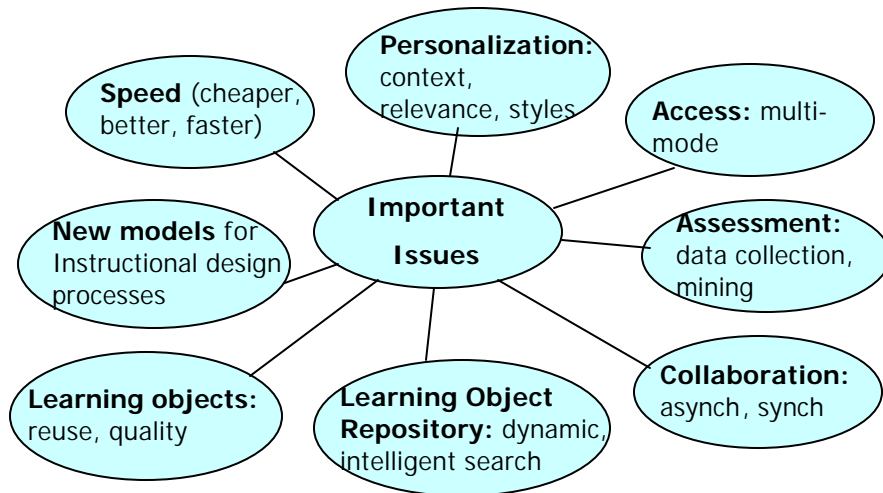 Personalization:
context,
relevance, styles
Speed (cheaper,
better, faster)
Access: multi-
mode
Important
Issues
New models for
Instructional design
processes
Assessment:
data collection,
mining
Learning objects:
reuse, quality
Learning Object
Repository: dynamic,
intelligent search
Collaboration:
asynch, synch